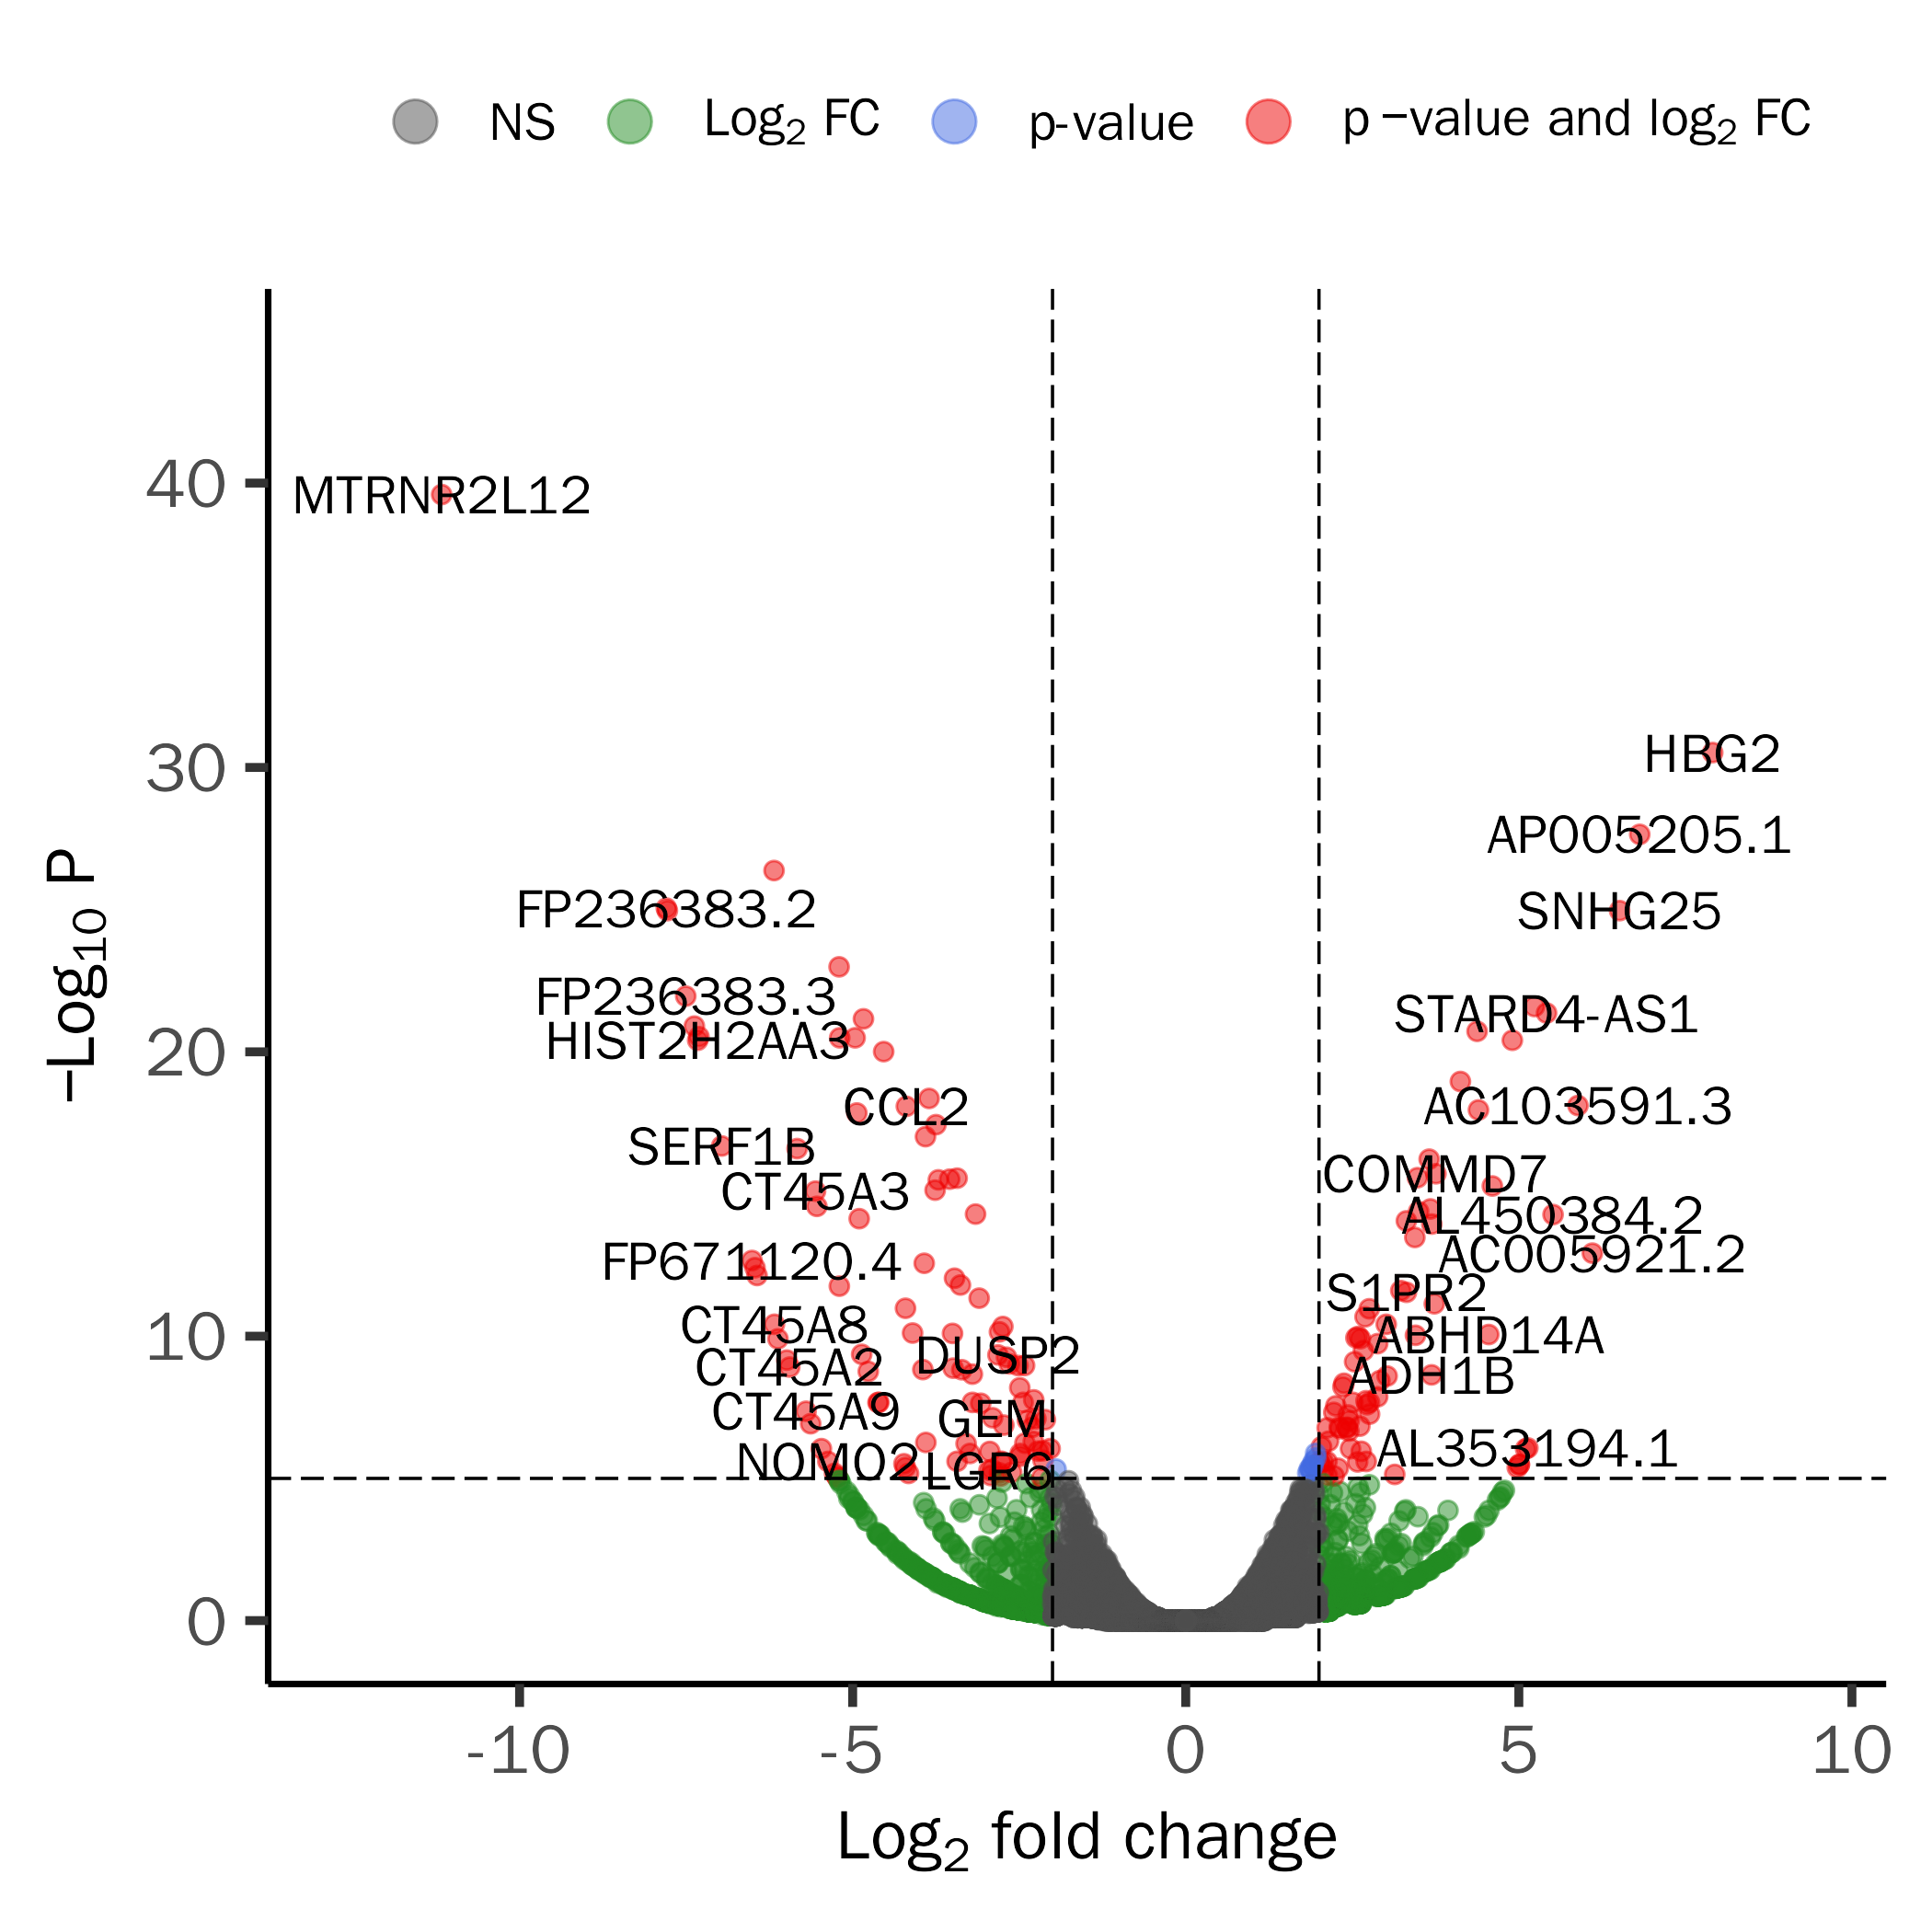 NS Log2 FC p-value p −value and log2 FC
40
MTRNR2L12
30
HBG2
AP005205.1
FP236383.2
SNHG25
FP236383.3
STARD4-AS1
HIST2H2AA3
20
CCL2
AC103591.3
SERF1B
COMMD7
CT45A3
AL450384.2
FP671120.4
AC005921.2
S1PR2
CT45A8
10
ABHD14A
DUSP2
CT45A2
ADH1B
CT45A9
GEM
AL353194.1
NOMO2
LGR6
0
−Log10 P
-10 -5 0 5 10
Log2 fold change